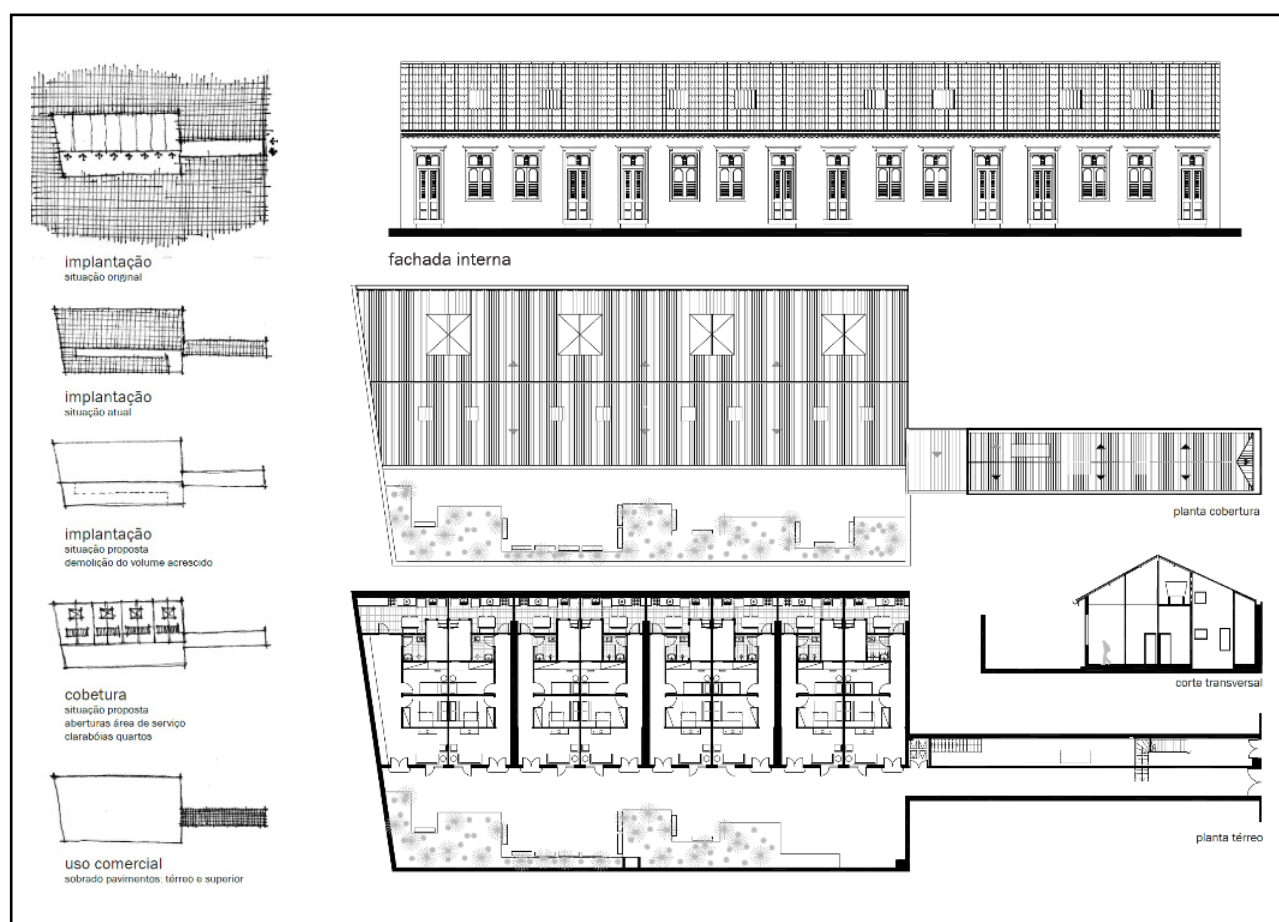 implantação
situação original
implantação
situação atual
implantação
situação proposta
demolição do volume acrescido
cobetura
situação proposta
aberturas área de serviço
clarabóias quartos
uso comercial
sobrado pavimentos: térreo e superior
fachada interna
planta cobertura
corte transversal
planta térreo